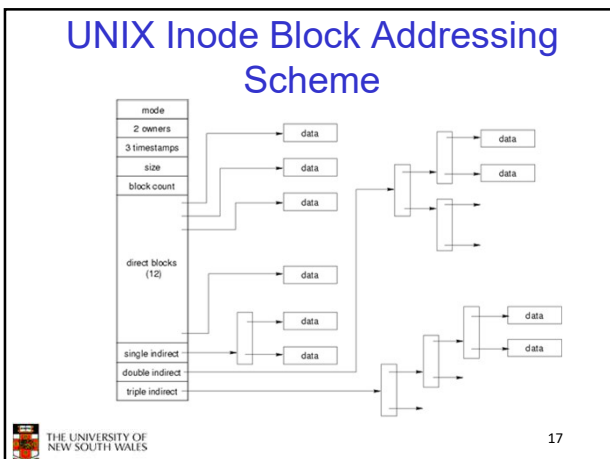 UNIX Inode Block Addressing
Scheme
mode
2 owners
3 timestamps
size
block count
direct blocks
(12)
single indirect
double indirect
triple indirect
data
data
data
data
data
data
data
data
data
data
THE UNIVERSITY OF
NEW SOUTH WALES
17